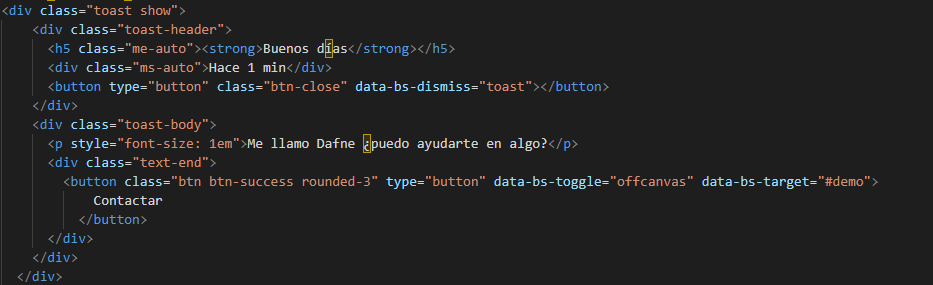 <div class="toast show">
<div class="toast-header">
<h5 class="me-auto"><strong>Buenos días</strong></h5>
<div class="ms-auto">Hace 1 min</div>
<button type="button" class="btn-close" data-bs-dismiss="toast"></button>
</div>
<div class="toast-body">
<p style="font-size: 1em">Me llamo Dafne ¿puedo ayudarte en algo?</p>
<div class="text-end">
<button class="btn btn-success rounded-3" type="button" data-bs-toggle="offcanvas" data-bs-target="#demo">
Contactar
</button>
</div>
</div>
</div>